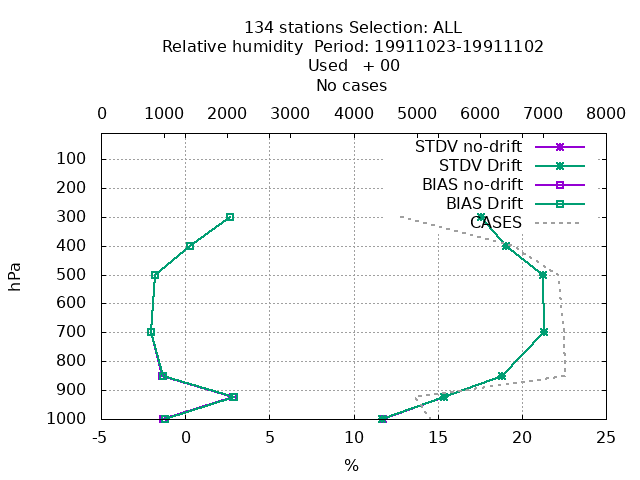 134 stations Selection: ALL
Relative humidity  Period: 19911023-19911102
Used   + 00
No cases
0 1000 2000 3000 4000 5000 6000 7000 8000
STDV no-drift
STDV Drift
BIAS no-drift
BIAS Drift
CASES
100
200
300
400
500
600
700
800
900
1000
hPa
-5 0 5 10 15 20 25
%